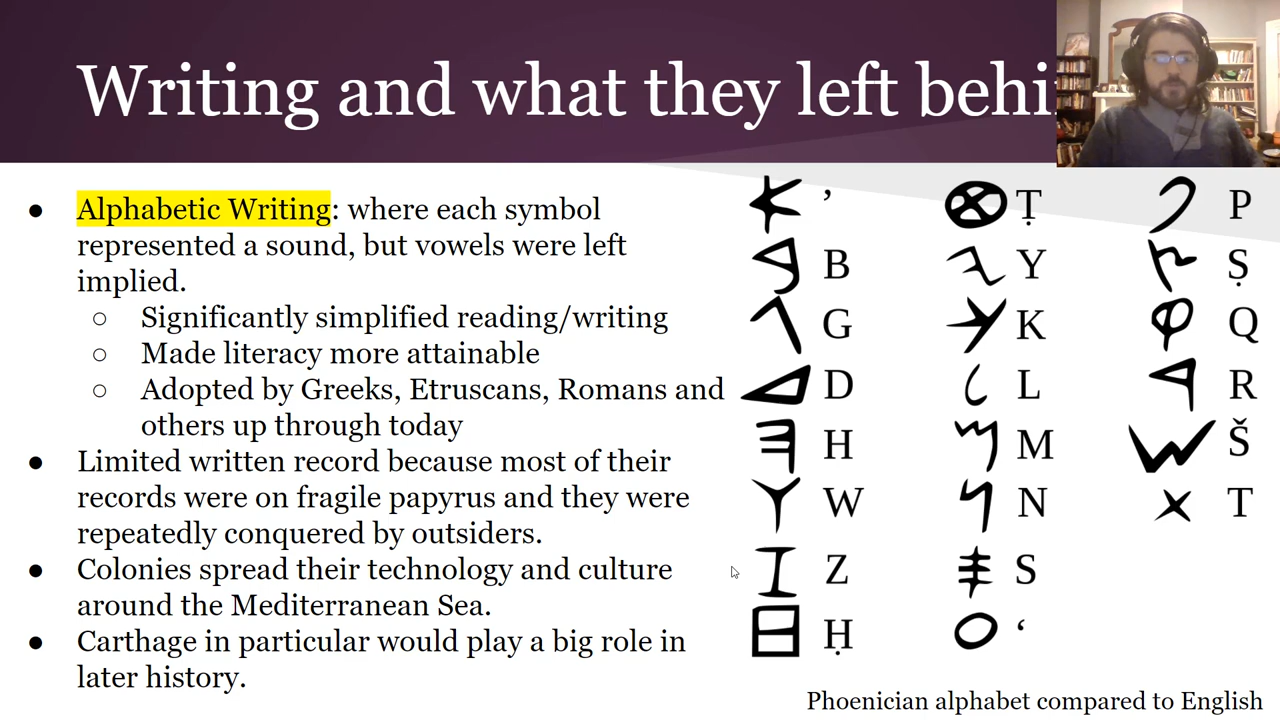 Writing and what they left behi
● Alphabetic Writing: where each symbol
represented a sound, but vowels were left
implied.
○ Significantly simplified reading/writing
○ Made literacy more attainable
○ Adopted by Greeks, Etruscans, Romans and
others up through today
● Limited written record because most of their
records were on fragile papyrus and they were
repeatedly conquered by outsiders.
● Colonies spread their technology and culture
around the Mediterranean Sea.
● Carthage in particular would play a big role in
later history.
𐤀 ʾ 𐤈 Ṭ 𐤐 P
𐤁 B 𐤉 Y 𐤑 Ṣ
𐤂 G 𐤊 K 𐤒 Q
𐤃 D 𐤋 L 𐤓 R
𐤄 H 𐤌 M 𐤔 Š
𐤅 W 𐤍 N 𐤕 T
𐤆 Z 𐤎 S
𐤇 Ḥ 𐤏 ʿ
Phoenician alphabet compared to English